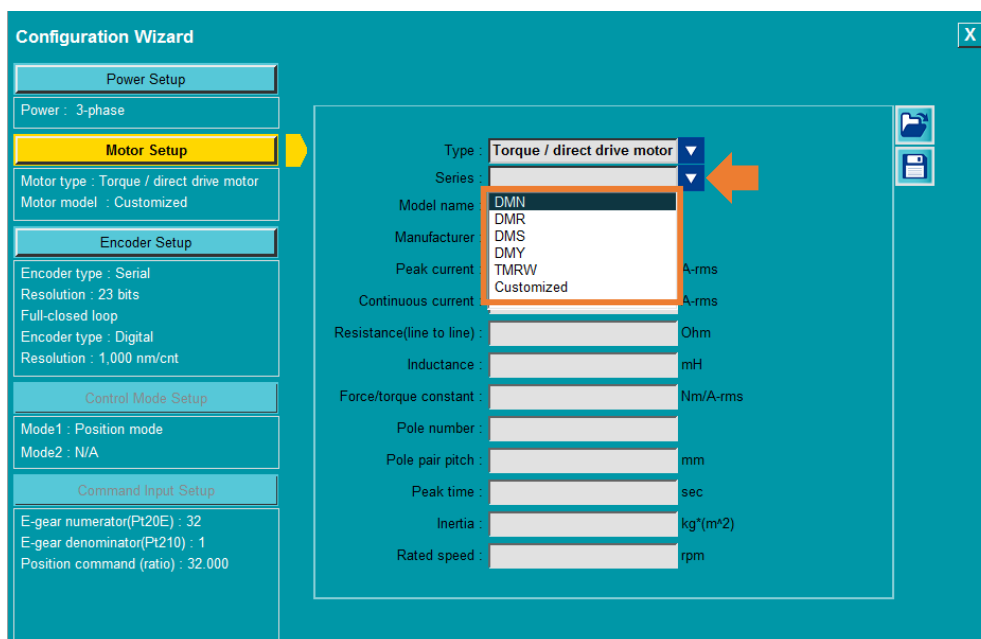 Configuration Wizard
X
Power Setup
Power : 3-phase
Motor Setup
Motor type : Torque / direct drive motor
Motor model : Customized
Encoder Setup
Encoder type : Serial
Resolution : 23 bits
Full-closed loop
Encoder type : Digital
Resolution : 1,000 nm/cnt
Control Mode Setup
Mode1 : Position mode
Mode2 : N/A
Command Input Setup
E-gear numerator(Pt20E) : 32
E-gear denominator(Pt210) : 1
Position command (ratio) : 32.000
Type : Torque / direct drive motor
Series :
Model name
Manufacturer
Peak current A-rms
Continuous current A-rms
DMN
DMR
DMS
DMY
TMRW
Customized
Resistance(line to line) : Ohm
Inductance : mH
Force/torque constant : Nm/A-rms
Pole number :
Pole pair pitch : mm
Peak time : sec
Inertia : kg*(m^2)
Rated speed : rpm